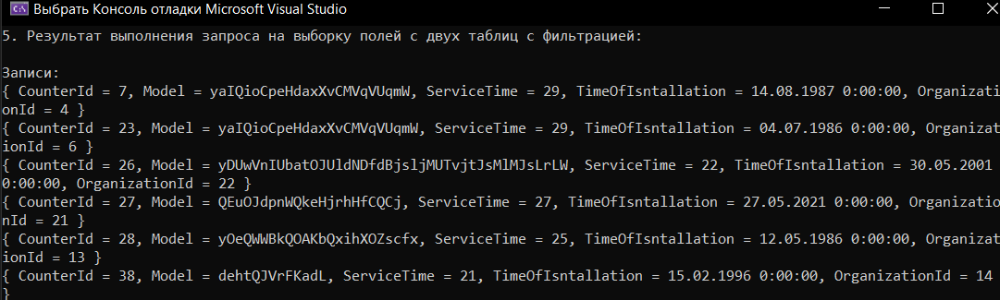 Выбрать Консоль отладки Microsoft Visual Studio
5. Результат выполнения запроса на выборку полей с двух таблиц с фильтрацией:
Записи:
{ CounterId = 7, Model = yaIQioCpeHdaxXvCMVqVUqmW, ServiceTime = 29, TimeOfIsntallation = 14.08.1987 0:00:00, Organizati
onId = 4 }
{ CounterId = 23, Model = yaIQioCpeHdaxXvCMVqVUqmW, ServiceTime = 29, TimeOfIsntallation = 04.07.1986 0:00:00, Organizat
ionId = 6 }
{ CounterId = 26, Model = yDUwVnIUbatOJUldNDfdBjsljMUTvjtJsMlMJsLrLW, ServiceTime = 22, TimeOfIsntallation = 30.05.2001
0:00:00, OrganizationId = 22 }
{ CounterId = 27, Model = QEuOJdpnWQkeHjrhHfCQCj, ServiceTime = 27, TimeOfIsntallation = 27.05.2021 0:00:00, Organizatio
nId = 21 }
{ CounterId = 28, Model = yOeQWWBkQOAKbQxihXOZscfx, ServiceTime = 25, TimeOfIsntallation = 12.05.1986 0:00:00, Organizat
ionId = 13 }
{ CounterId = 38, Model = dehtQJVrFKadL, ServiceTime = 21, TimeOfIsntallation = 15.02.1996 0:00:00, OrganizationId = 14
}